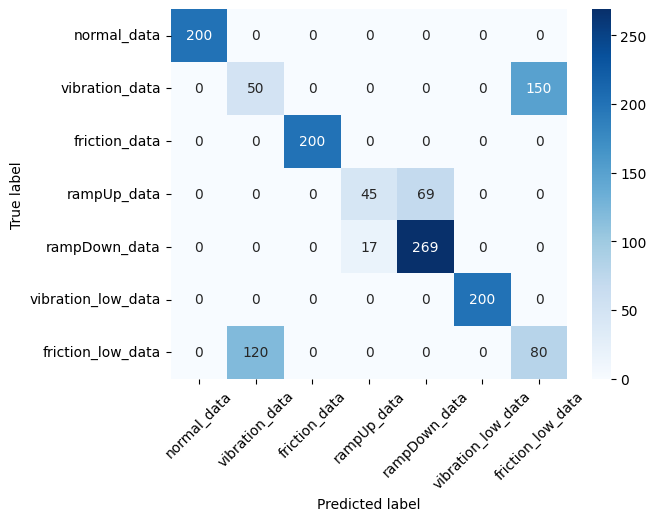 True label
normal_data 200 0 0 0 0 0 0
vibration_data 0 50 0 0 0 0 150
friction_data 0 0 200 0 0 0 0
rampUp_data 0 0 0 45 69 0 0
rampDown_data 0 0 0 17 269 0 0
vibration_low_data 0 0 0 0 0 200 0
friction_low_data 0 120 0 0 0 0 80
normal_data
vibration_data
friction_data
rampUp_data
rampDown_data
vibration_low_data
friction_low_data
Predicted label
250
200
150
100
50
0